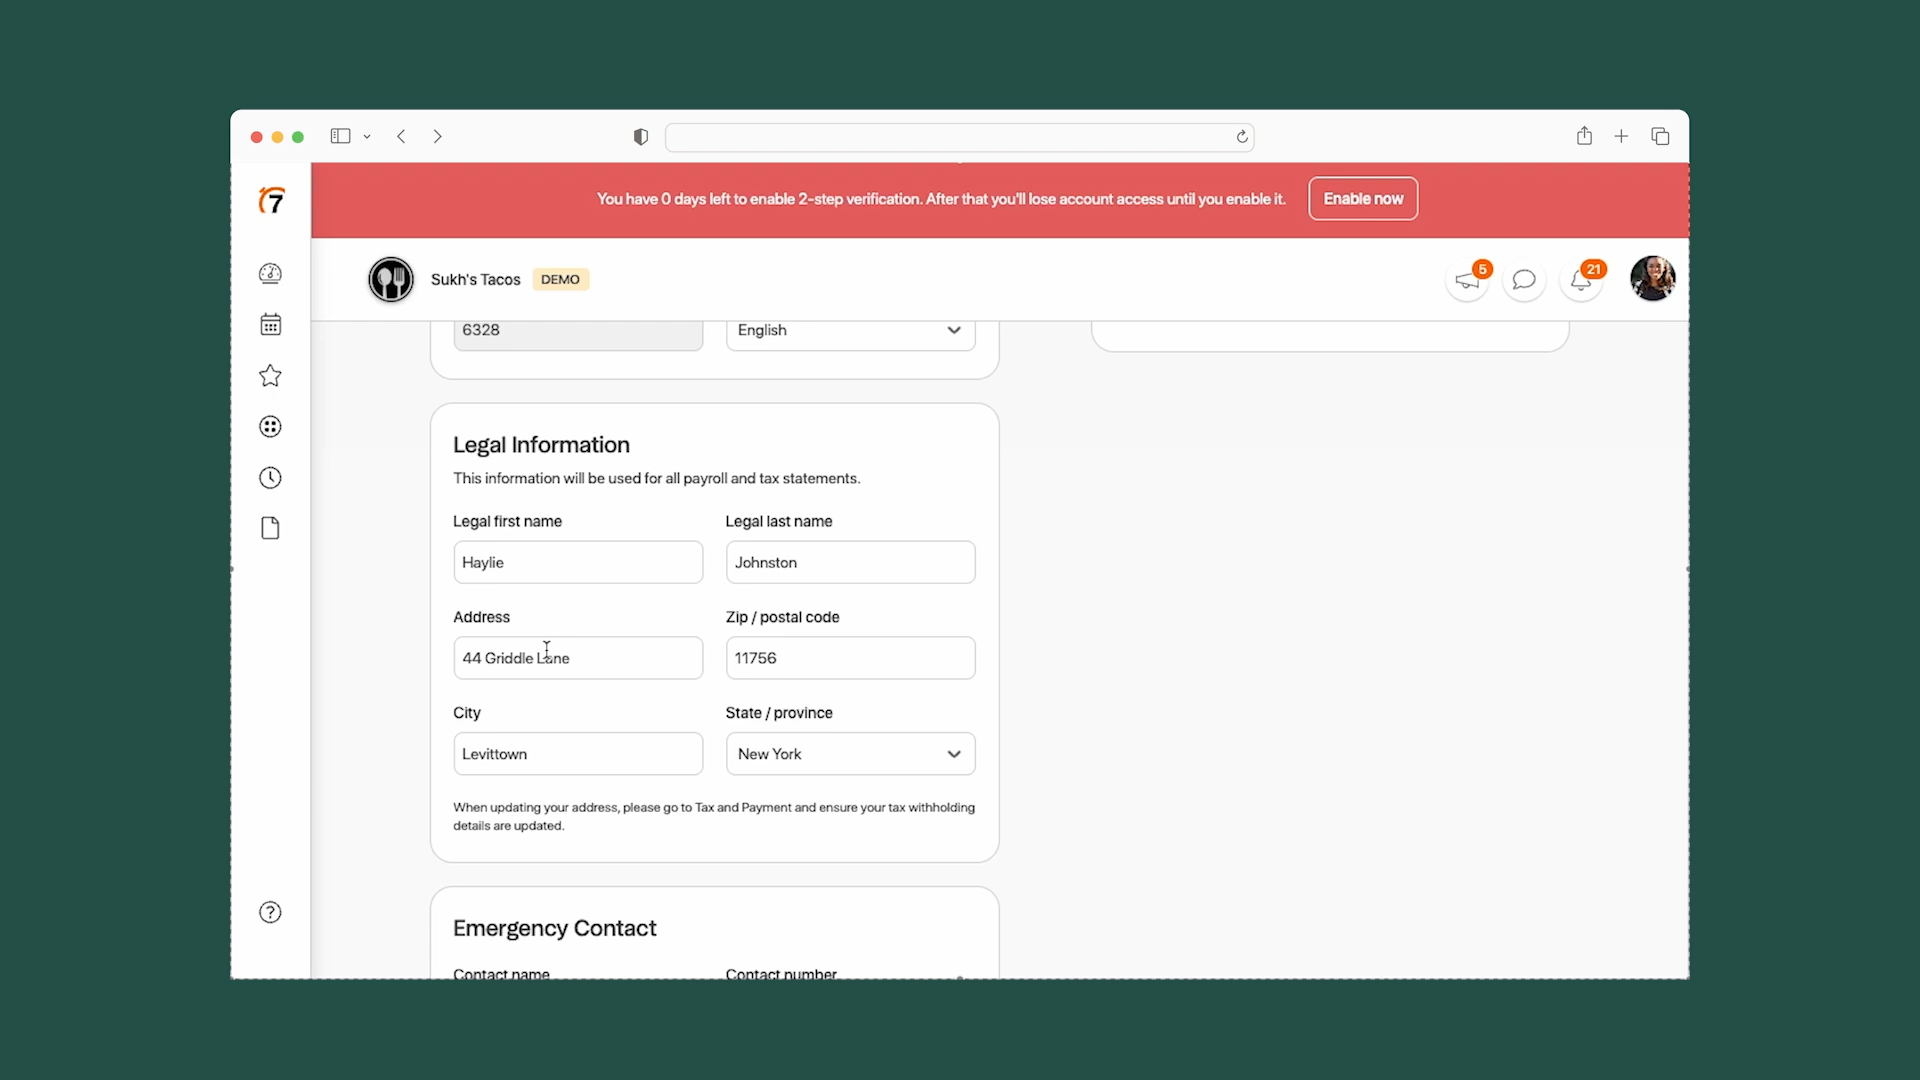 You have 0 days left to enable 2-step verification. After that you'll lose account access until you enable it.
Enable now
7
Sukh's Tacos
DEMO
5
21
6328
English
Legal Information
This information will be used for all payroll and tax statements.
Legal first name
Legal last name
Haylie
Johnston
Address
Zip / postal code
44 Griddle Lane
11756
City
State / province
Levittown
New York
When updating your address, please go to Tax and Payment and ensure your tax withholding
details are updated.
?
Emergency Contact
Contact name
Contact number